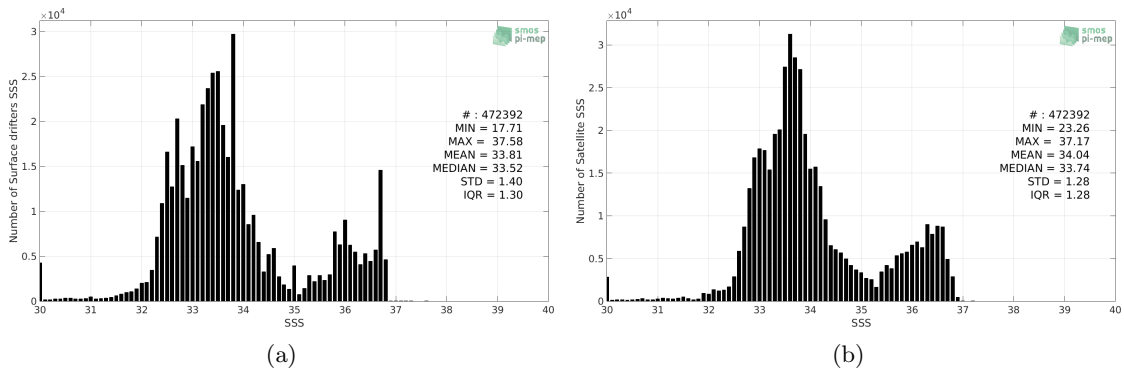 ×10⁴
3
2.5
2
1.5
1
0.5
0
Number of Surface drifters SSS
30 31 32 33 34 35 36 37 38 39 40
SSS
smos
pi-mep
# : 472392
MIN = 17.71
MAX = 37.58
MEAN = 33.81
MEDIAN = 33.52
STD = 1.40
IQR = 1.30
(a)
×10⁴
3
2.5
2
1.5
1
0.5
0
Number of Satellite SSS
30 31 32 33 34 35 36 37 38 39 40
SSS
smos
pi-mep
# : 472392
MIN = 23.26
MAX = 37.17
MEAN = 34.04
MEDIAN = 33.74
STD = 1.28
IQR = 1.28
(b)